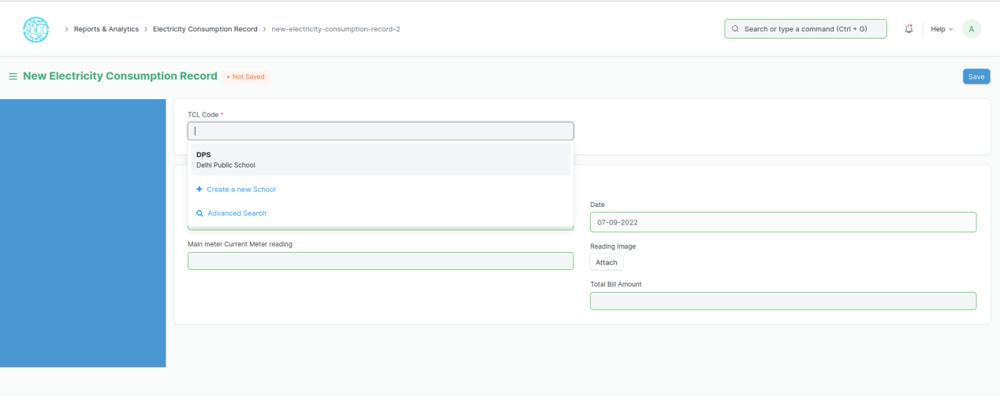 > Reports & Analytics > Electricity Consumption Record > new-electricity-consumption-record-2
Search or type a command (Ctrl + G)
Help
A
New Electricity Consumption Record • Not Saved
Save
TCL Code *
DPS
Delhi Public School
+ Create a new School
Advanced Search
Date
07-09-2022
Main meter Current Meter reading
Reading Image
Attach
Total Bill Amount